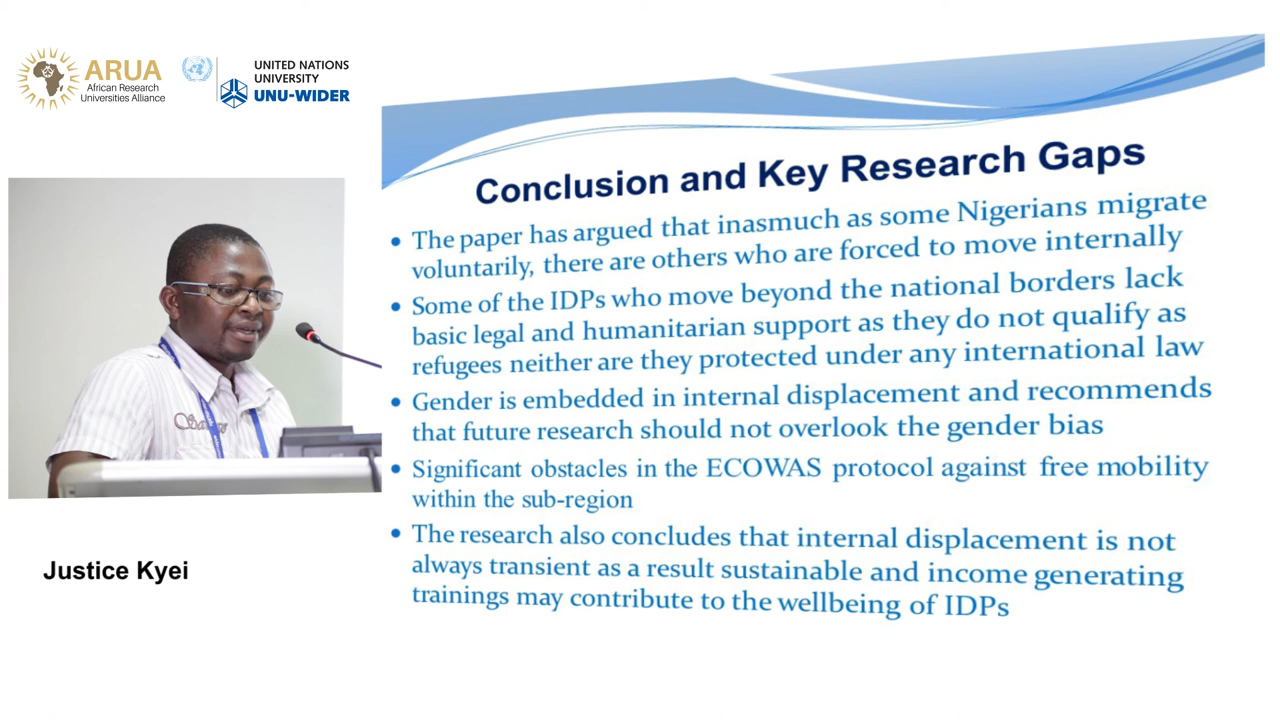 ARUA
African Research
Universities Alliance
UNITED NATIONS
UNIVERSITY
UNU-WIDER
Conclusion and Key Research Gaps
• The paper has argued that inasmuch as some Nigerians migrate
voluntarily, there are others who are forced to move internally
• Some of the IDPs who move beyond the national borders lack
basic legal and humanitarian support as they do not qualify as
refugees neither are they protected under any international law
• Gender is embedded in internal displacement and recommends
that future research should not overlook the gender bias
• Significant obstacles in the ECOWAS protocol against free mobility
within the sub-region
• The research also concludes that internal displacement is not
always transient as a result sustainable and income generating
trainings may contribute to the wellbeing of IDPs
Justice Kyei